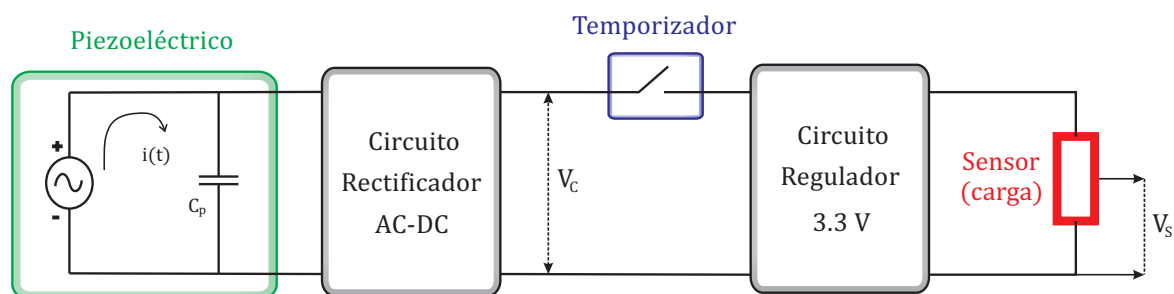 Piezoeléctrico
+
i(t)
-
Cp
Circuito
Rectificador
AC-DC
VC
Temporizador
Circuito
Regulador
3.3 V
Sensor
(carga)
VS